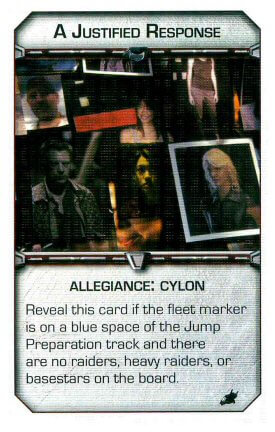 A JUSTIFIED RESPONSE
ALLEGIANCE: CYLON
Reveal this card if the fleet marker
is on a blue space of the Jump
Preparation track and there
are no raiders, heavy raiders, or
basestars on the board.